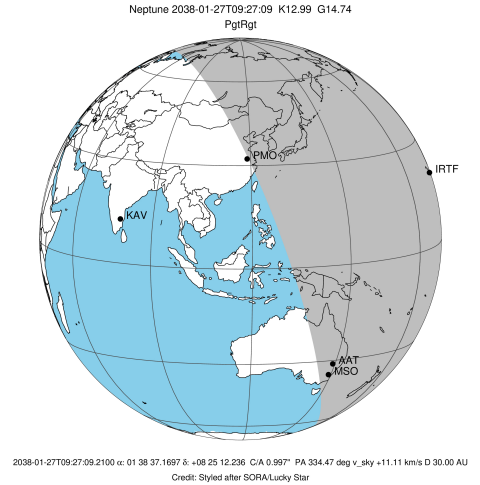 Neptune 2038-01-27T09:27:09 K12.99 G14.74
PgtRgt
PMO
IRTF
KAV
AAT
MSO
2038-01-27T09:27:09.2100 α: 01 38 37.1697 δ: +08 25 12.236 C/A 0.997" PA 334.47 deg v_sky +11.11 km/s D 30.00 AU
Credit: Styled after SORA/Lucky Star